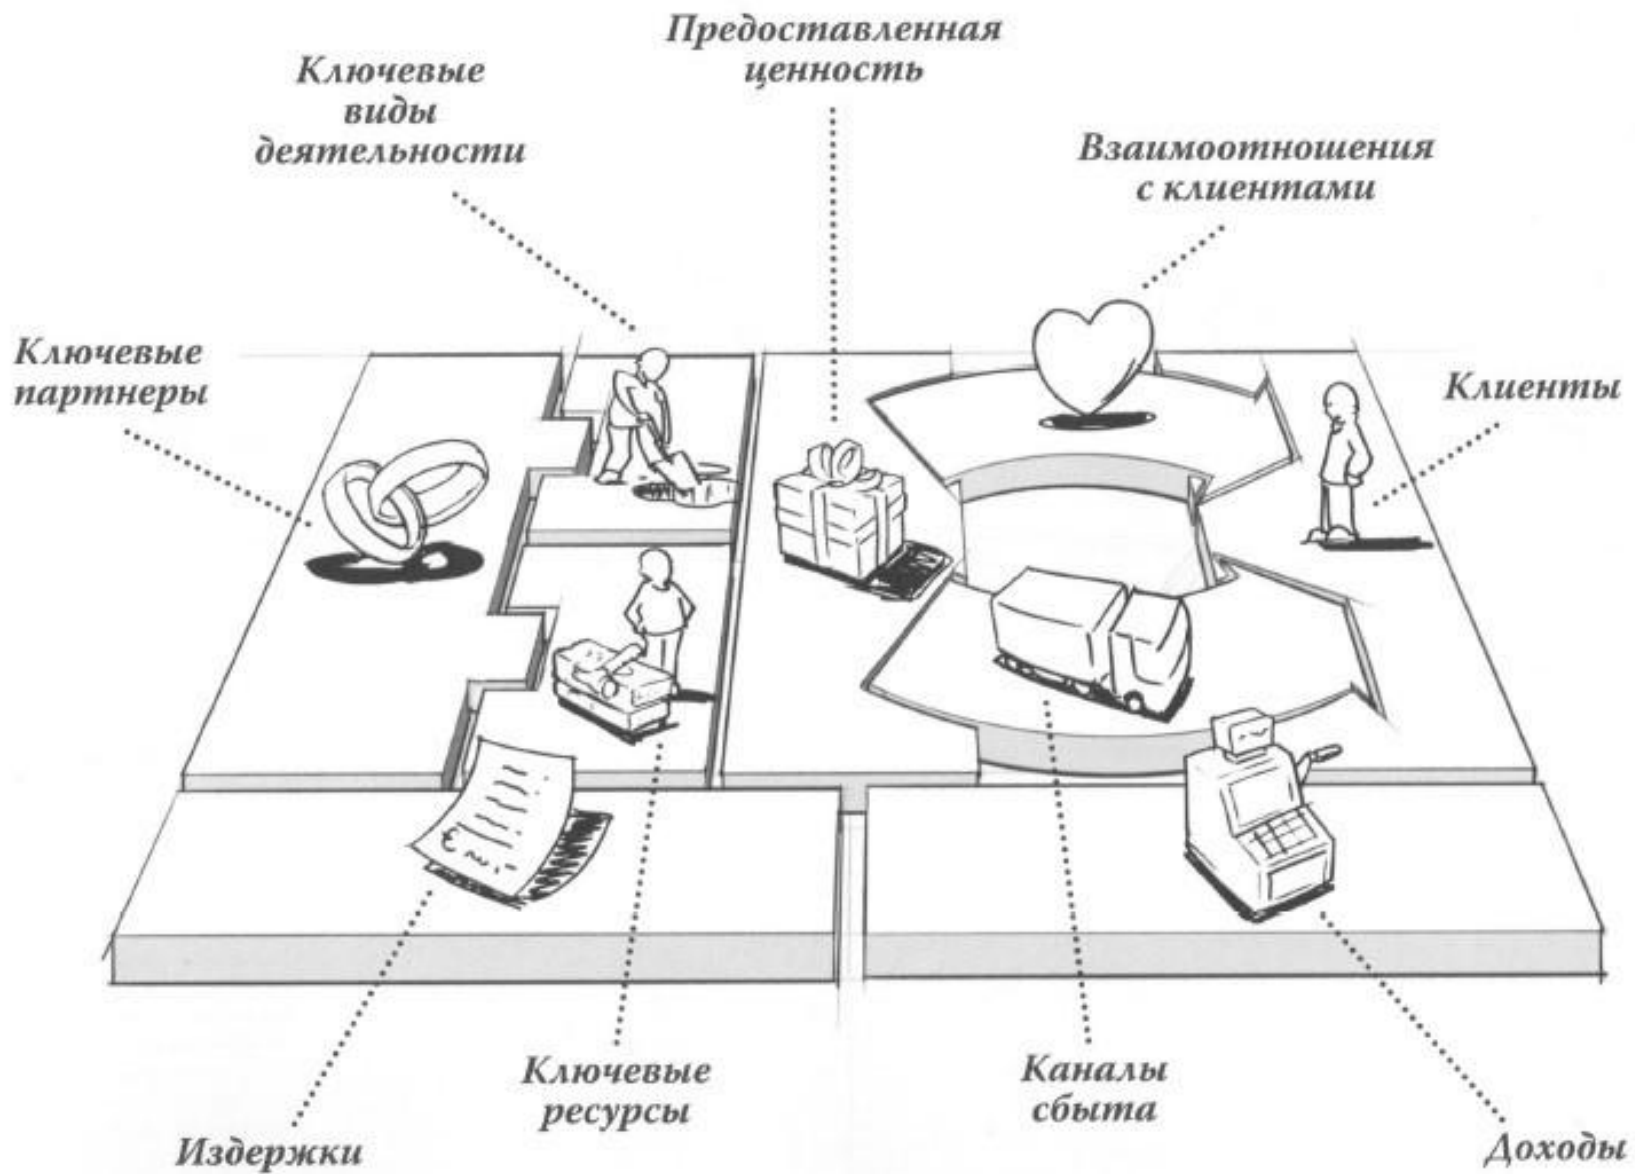 Предоставленная
ценность
Ключевые
виды
деятельности
Взаимоотношения
с клиентами
Ключевые
партнеры
Клиенты
Ключевые
ресурсы
Каналы
сбыта
Издержки
Доходы